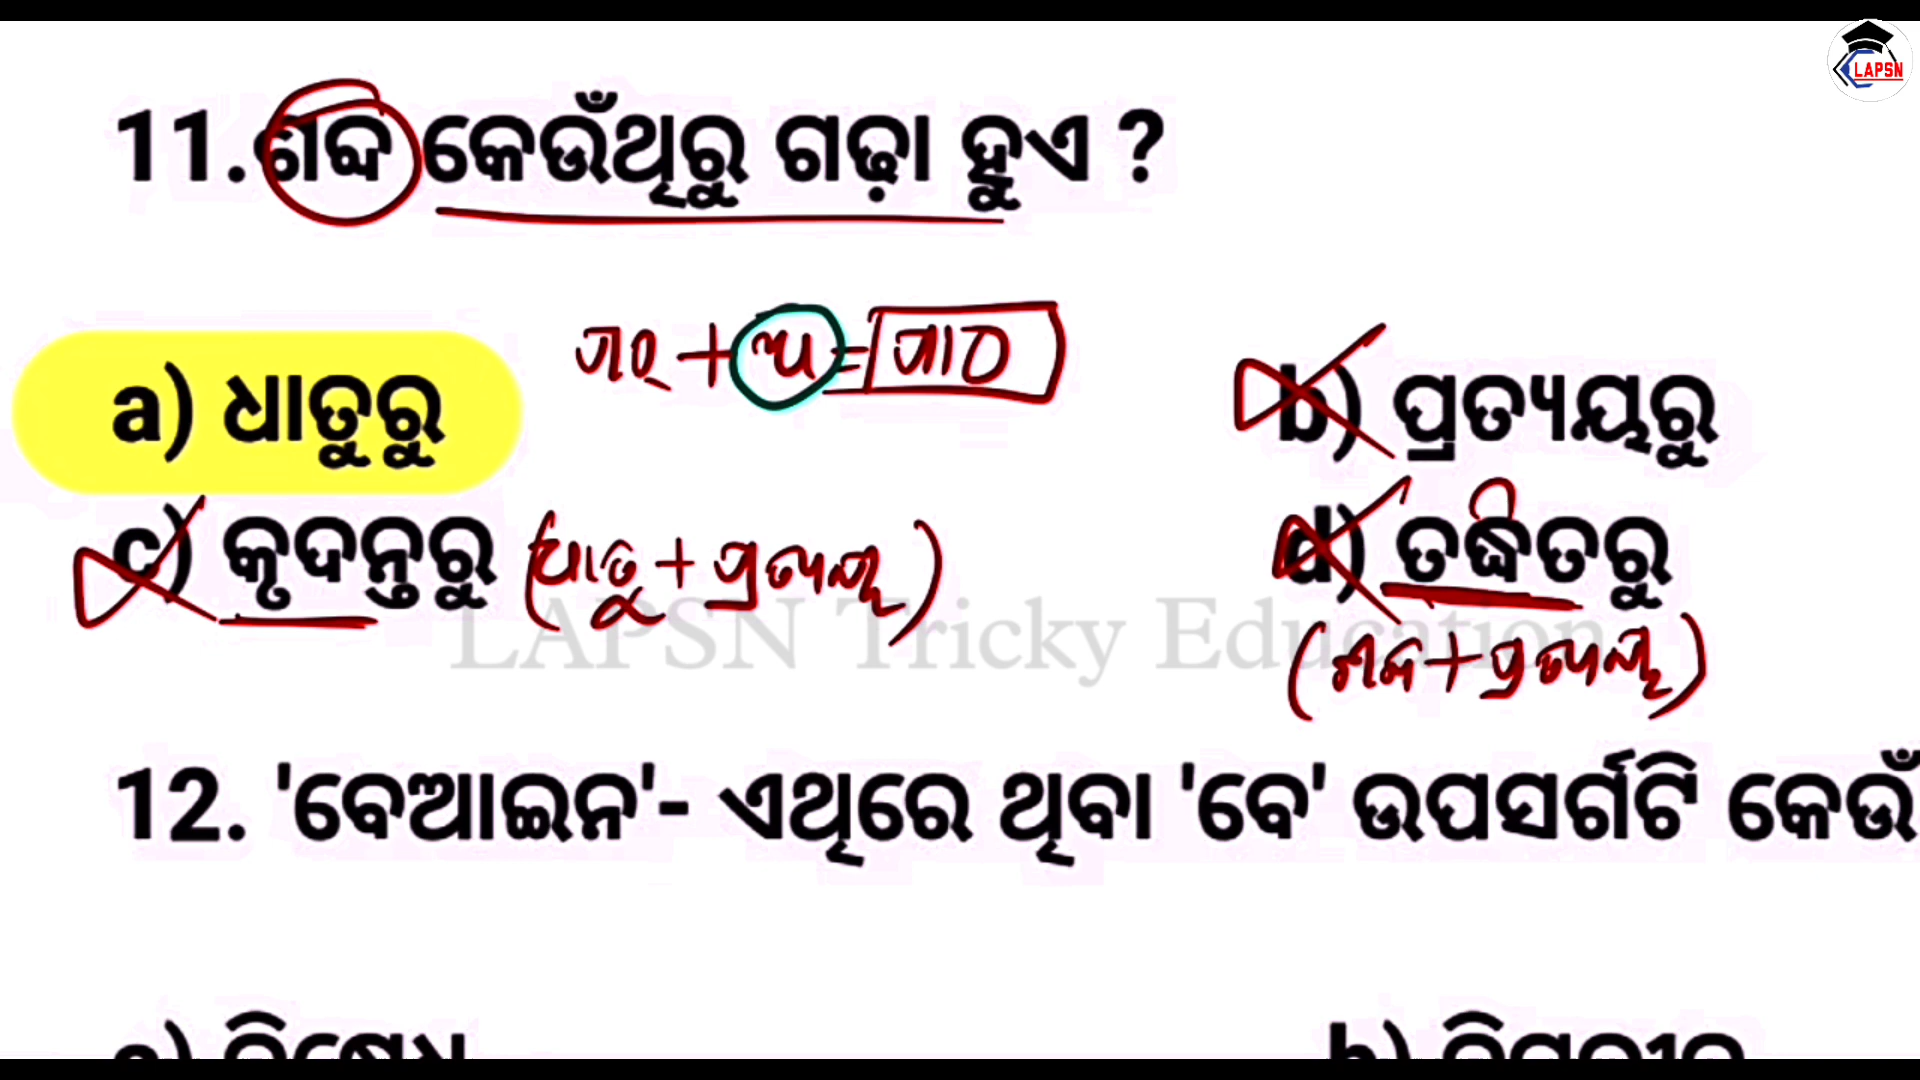 LAPSN
11. ଶବ୍ଦ କେଉଁଥିରୁ ଗଢ଼ା ହୁଏ ?
ପଠ୍ + ଅ = ପାଠ
a) ଧାତୁରୁ
b) ପ୍ରତ୍ୟୟରୁ
c) କୃଦନ୍ତରୁ (ଧାତୁ + ପ୍ରତ୍ୟୟ)
d) ତଦ୍ଧିତରୁ
(ଶବ୍ଦ + ପ୍ରତ୍ୟୟ)
LAPSN Tricky Education
12. 'ବେଆଇନ'- ଏଥିରେ ଥିବା 'ବେ' ଉପସର୍ଗଟି କେଉଁ